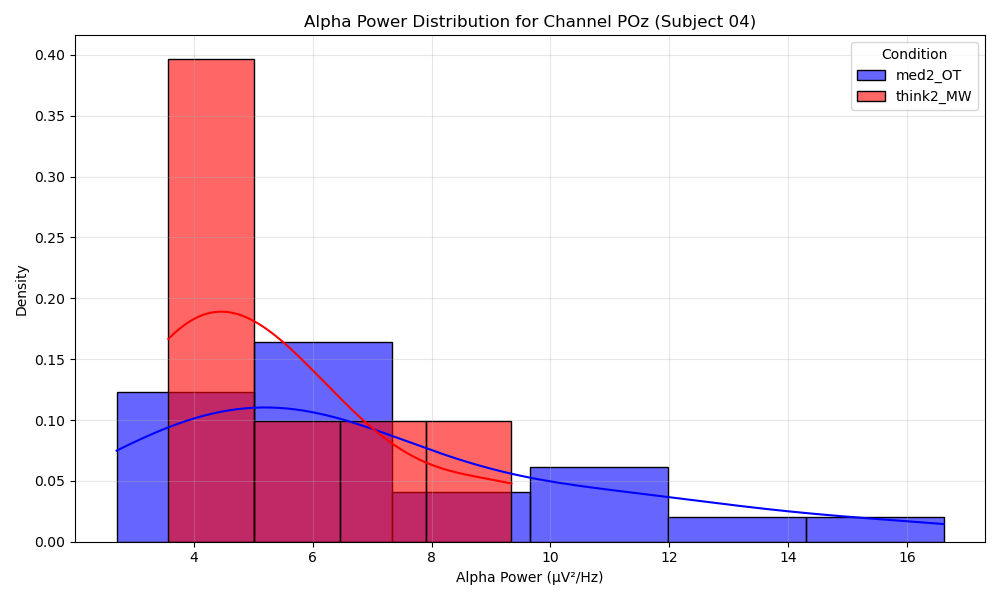 Alpha Power Distribution for Channel POz (Subject 04)
Condition
med2_OT
think2_MW
0.40
0.35
0.30
0.25
0.20
0.15
0.10
0.05
0.00
Density
4 6 8 10 12 14 16
Alpha Power (μV²/Hz)